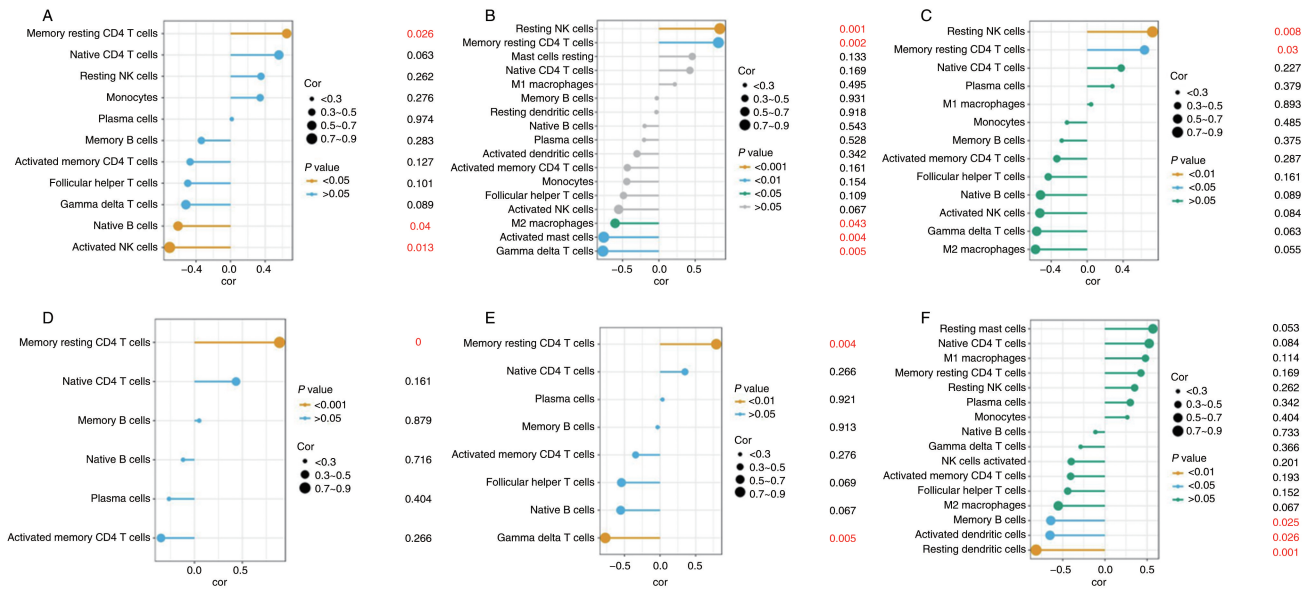 A
Memory resting CD4 T cells 0.026
Native CD4 T cells 0.063
Resting NK cells 0.262
Monocytes 0.276
Plasma cells 0.974
Memory B cells 0.283
Activated memory CD4 T cells 0.127
Follicular helper T cells 0.101
Gamma delta T cells 0.089
Native B cells 0.04
Activated NK cells 0.013
−0.4 0.0 0.4
cor
Cor
<0.3
0.3~0.5
0.5~0.7
0.7~0.9
P value
<0.05
>0.05
B
Resting NK cells 0.001
Memory resting CD4 T cells 0.002
Mast cells resting 0.133
Native CD4 T cells 0.169
M1 macrophages 0.495
Memory B cells 0.931
Resting dendritic cells 0.918
Native B cells 0.543
Plasma cells 0.528
Activated dendritic cells 0.342
Activated memory CD4 T cells 0.161
Monocytes 0.154
Follicular helper T cells 0.109
Activated NK cells 0.067
M2 macrophages 0.043
Activated mast cells 0.004
Gamma delta T cells 0.005
−0.5 0.0 0.5
cor
Cor
<0.3
0.3~0.5
0.5~0.7
0.7~0.9
P value
<0.001
<0.01
<0.05
>0.05
C
Resting NK cells 0.008
Memory resting CD4 T cells 0.03
Native CD4 T cells 0.227
Plasma cells 0.379
M1 macrophages 0.893
Monocytes 0.485
Memory B cells 0.375
Activated memory CD4 T cells 0.287
Follicular helper T cells 0.161
Native B cells 0.089
Activated NK cells 0.084
Gamma delta T cells 0.063
M2 macrophages 0.055
−0.4 0.0 0.4
cor
Cor
<0.3
0.3~0.5
0.5~0.7
0.7~0.9
P value
<0.01
<0.05
>0.05
D
Memory resting CD4 T cells 0
Native CD4 T cells 0.161
Memory B cells 0.879
Native B cells 0.716
Plasma cells 0.404
Activated memory CD4 T cells 0.266
0.0 0.5
cor
P value
<0.001
>0.05
Cor
<0.3
0.3~0.5
0.7~0.9
E
Memory resting CD4 T cells 0.004
Native CD4 T cells 0.266
Plasma cells 0.921
Memory B cells 0.913
Activated memory CD4 T cells 0.276
Follicular helper T cells 0.069
Native B cells 0.067
Gamma delta T cells 0.005
−0.5 0.0 0.5
cor
P value
<0.01
>0.05
Cor
<0.3
0.3~0.5
0.5~0.7
0.7~0.9
F
Resting mast cells 0.053
Native CD4 T cells 0.084
M1 macrophages 0.114
Memory resting CD4 T cells 0.169
Resting NK cells 0.262
Plasma cells 0.342
Monocytes 0.404
Native B cells 0.733
Gamma delta T cells 0.366
NK cells activated 0.201
Activated memory CD4 T cells 0.193
Follicular helper T cells 0.152
M2 macrophages 0.067
Memory B cells 0.025
Activated dendritic cells 0.026
Resting dendritic cells 0.001
−0.5 0.0 0.5
cor
Cor
<0.3
0.3~0.5
0.5~0.7
0.7~0.9
P value
<0.01
<0.05
>0.05